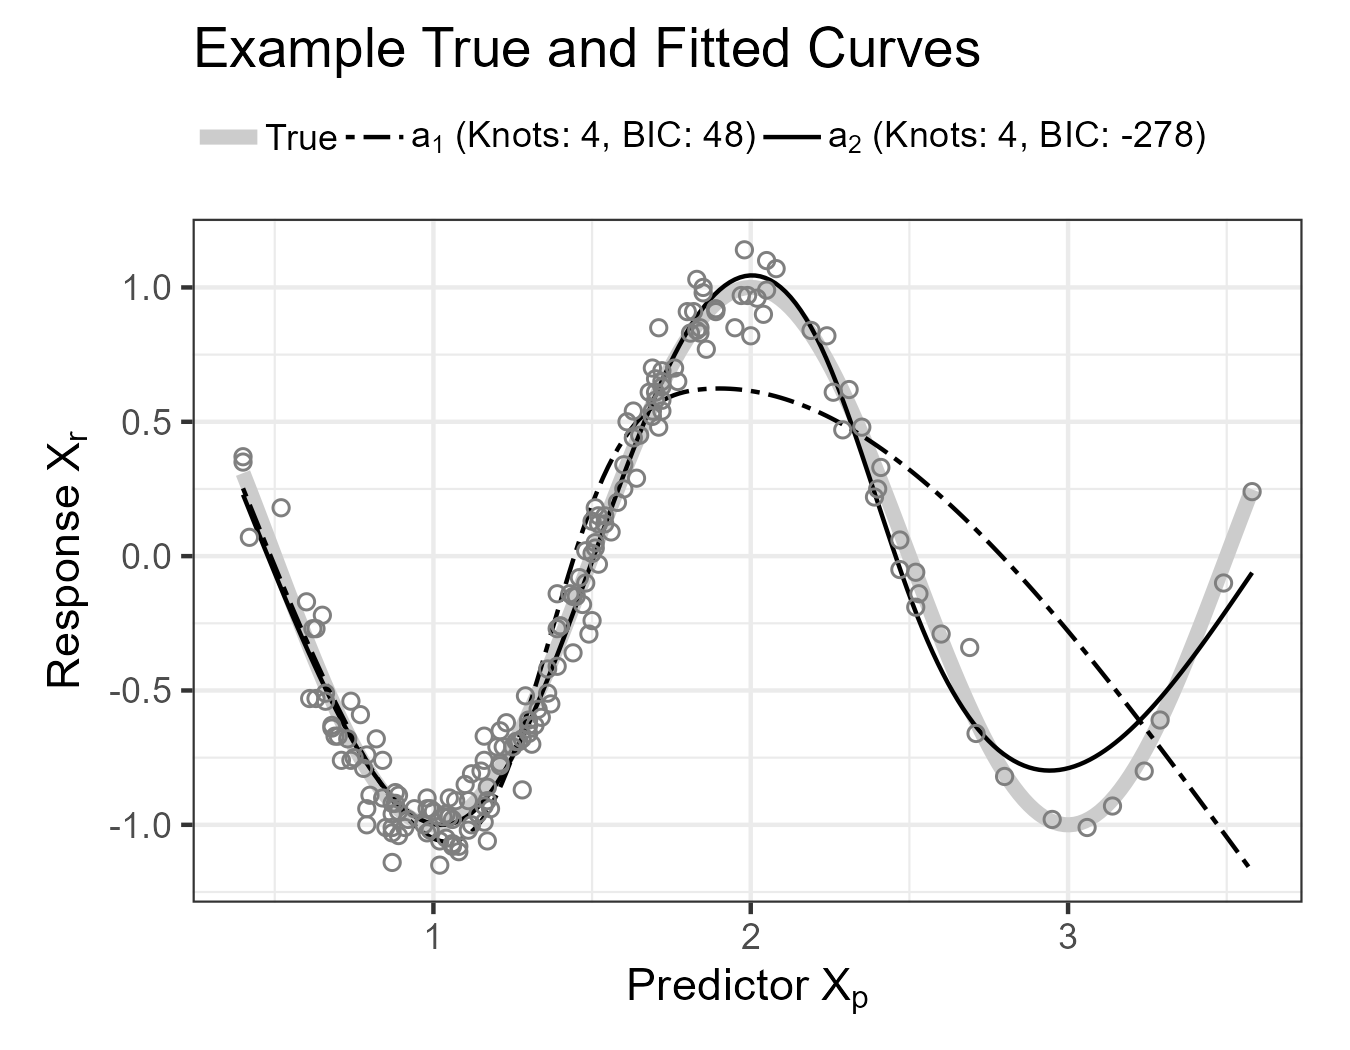 Example True and Fitted Curves
True a₁ (Knots: 4, BIC: 48) a₂ (Knots: 4, BIC: -278)
Response Xᵣ
1.0
0.5
0.0
-0.5
-1.0
1 2 3
Predictor Xₚ